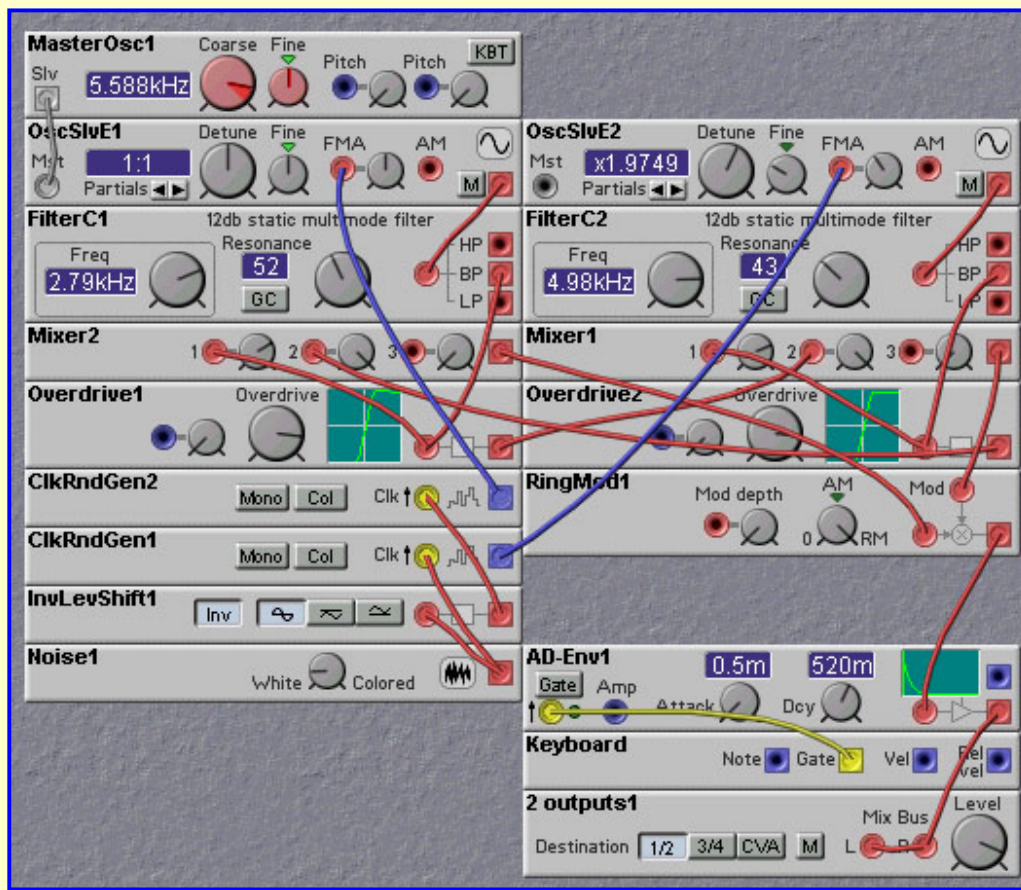 MasterOsc1 Coarse Fine Pitch Pitch KBT
Slv 5.588kHz
OscSlvE1 Detune Fine FMA AM
Mst 1:1
Partials M
FilterC1 12db static multimode filter
Freq Resonance HP
2.79kHz 52 BP
GC LP
Mixer2 1 2 3
Overdrive1 Overdrive
ClkRndGen2 Mono Col Clk
ClkRndGen1 Mono Col Clk
InvLevShift1 Inv
Noise1 White Colored
OscSlvE2 Detune Fine FMA AM
Mst x1.9749
Partials M
FilterC2 12db static multimode filter
Freq Resonance HP
4.98kHz 43 BP
GC LP
Mixer1 1 2 3
Overdrive2 Overdrive
RingMod1 Mod depth AM Mod
0 RM
AD-Env1 0.5m 520m
Gate Amp Attack Dcy
Keyboard Note Gate Vel Rel vel
2 outputs1 Mix Bus Level
Destination 1/2 3/4 CVA M L R